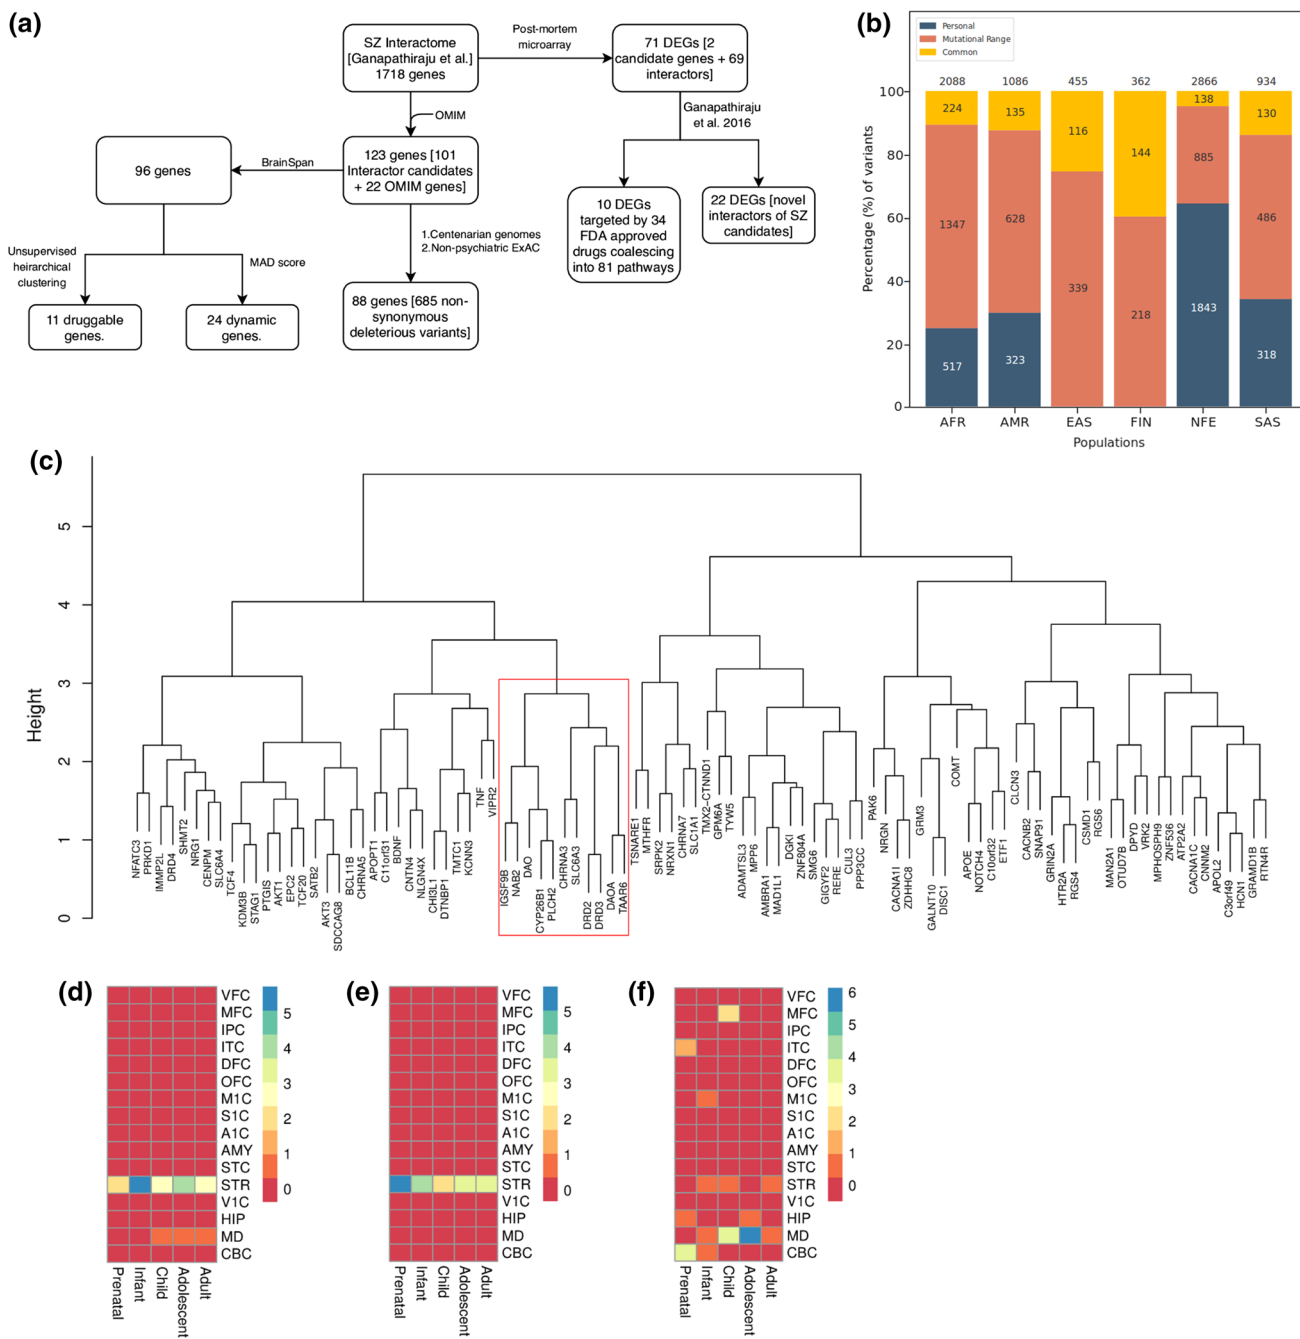 (a)
SZ Interactome
[Ganapathiraju et al.]
1718 genes
Post-mortem
microarray
71 DEGs [2
candidate genes + 69
interactors]
OMIM
Ganapathiraju
et al. 2016
96 genes
BrainSpan
123 genes [101
Interactor candidates
+ 22 OMIM genes]
10 DEGs
targeted by 34
FDA approved
drugs coalescing
into 81 pathways
22 DEGs [novel
interactors of SZ
candidates]
Unsupervised
heirarchical
clustering
MAD score
1.Centenarian genomes
2.Non-psychiatric ExAC
11 druggable
genes.
24 dynamic
genes.
88 genes [685 non-
synonymous
deleterious variants]
(b)
Personal
Mutational Range
Common
2088 1086 455 362 2866 934
100
80
60
40
20
0
Percentage (%) of variants
224 135 116 144 138 130
1347 628 339 218 885 486
517 323 1843 318
AFR AMR EAS FIN NFE SAS
Populations
(c)
Height
5
4
3
2
1
0
NFATC3
PRKD1
IMMP2L
DRD4
SHMT2
NRG1
CENPM
SLC6A4
TCF4
KDM3B
STAG1
PTGIS
AKT1
EPC2
TCF20
SATB2
AKT3
SDCCAG8
BCL11B
CHRNA5
APOPT1
C11orf31
BDNF
CNTN4
NLGN4X
CHI3L1
DTNBP1
TMTC1
KCNN3
TNF
VIPR2
IGSF9B
NAB2
DAO
CYP26B1
PLCH2
CHRNA3
SLC6A3
DRD2
DRD3
DAOA
TAAR6
TSNARE1
MTHFR
SRPK2
NRXN1
CHRNA7
SLC1A1
TMX2-CTNND1
GPM6A
TYW5
ADAMTSL3
MPP6
AMBRA1
MAD1L1
DGKI
ZNF804A
SMG6
GIGYF2
RERE
CUL3
PPP3CC
PAK6
NRGN
CACNA1I
ZDHHC8
GRM3
GALNT10
DISC1
COMT
APOE
NOTCH4
C10orf32
ETF1
CLCN3
CACNB2
SNAP91
GRIN2A
HTR2A
RGS4
CSMD1
RGS6
MAN2A1
OTUD7B
DPYD
VRK2
MPHOSPH9
ZNF536
ATP2A2
CACNA1C
CNNM2
APOL2
C3orf49
HCN1
GRAMD1B
RTN4R
(d)
VFC
MFC
IPC
ITC
DFC
OFC
M1C
S1C
A1C
AMY
STC
STR
V1C
HIP
MD
CBC
5
4
3
2
1
0
Prenatal
Infant
Child
Adolescent
Adult
(e)
VFC
MFC
IPC
ITC
DFC
OFC
M1C
S1C
A1C
AMY
STC
STR
V1C
HIP
MD
CBC
5
4
3
2
1
0
Prenatal
Infant
Child
Adolescent
Adult
(f)
VFC
MFC
IPC
ITC
DFC
OFC
M1C
S1C
A1C
AMY
STC
STR
V1C
HIP
MD
CBC
6
5
4
3
2
1
0
Prenatal
Infant
Child
Adolescent
Adult